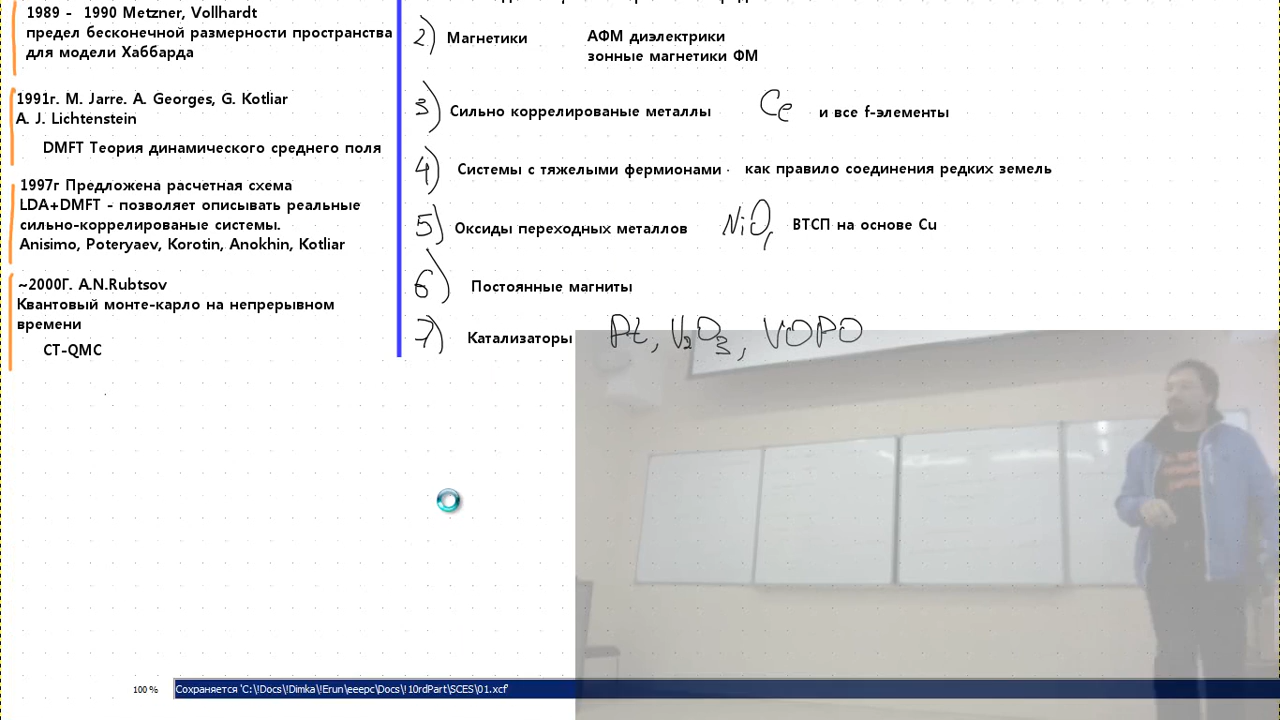 1989 - 1990 Metzner, Vollhardt
предел бесконечной размерности пространства
для модели Хаббарда
1991г. M. Jarre. A. Georges, G. Kotliar
A. J. Lichtenstein
DMFT Теория динамического среднего поля
1997г Предложена расчетная схема
LDA+DMFT - позволяет описывать реальные
сильно-коррелированые системы.
Anisimo, Poteryaev, Korotin, Anokhin, Kotliar
~2000Г. A.N.Rubtsov
Квантовый монте-карло на непрерывном
времени
CT-QMC
2) Магнетики АФМ диэлектрики
зонные магнетики ФМ
3) Сильно коррелированые металлы Ce и все f-элементы
4) Системы с тяжелыми фермионами как правило соединения редких земель
5) Оксиды переходных металлов NiO, ВТСП на основе Cu
6) Постоянные магниты
7) Катализаторы Pt, V2O3, VOPO
100 % Сохраняется 'C:\!Docs\!Dimka\!Erun\eeepc\Docs\!10rdPart\SCES\01.xcf'